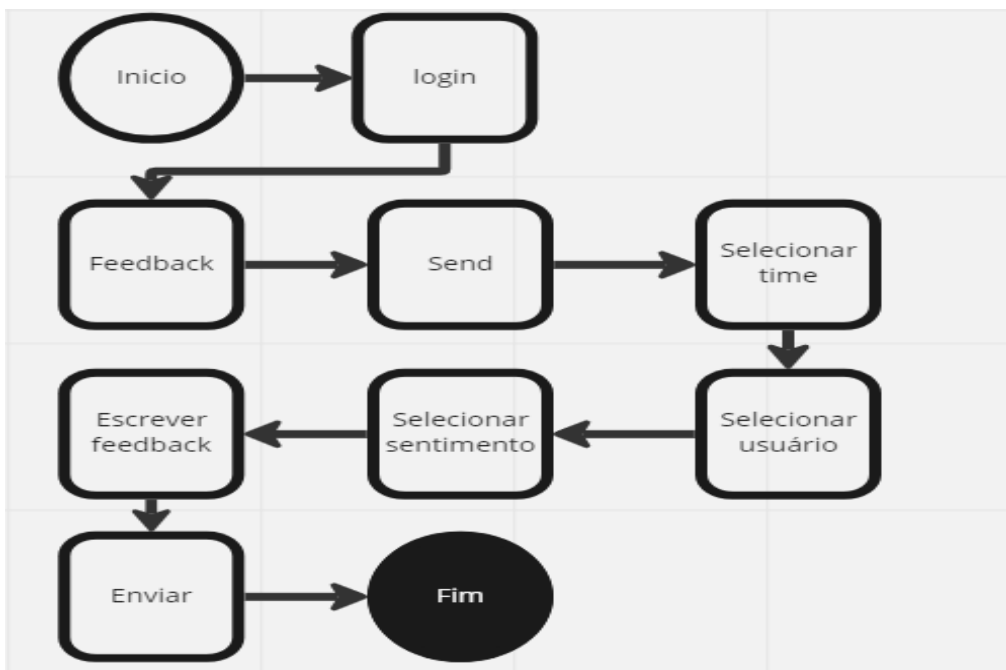 Inicio
login
Feedback
Send
Selecionar
time
Selecionar
usuário
Selecionar
sentimento
Escrever
feedback
Enviar
Fim